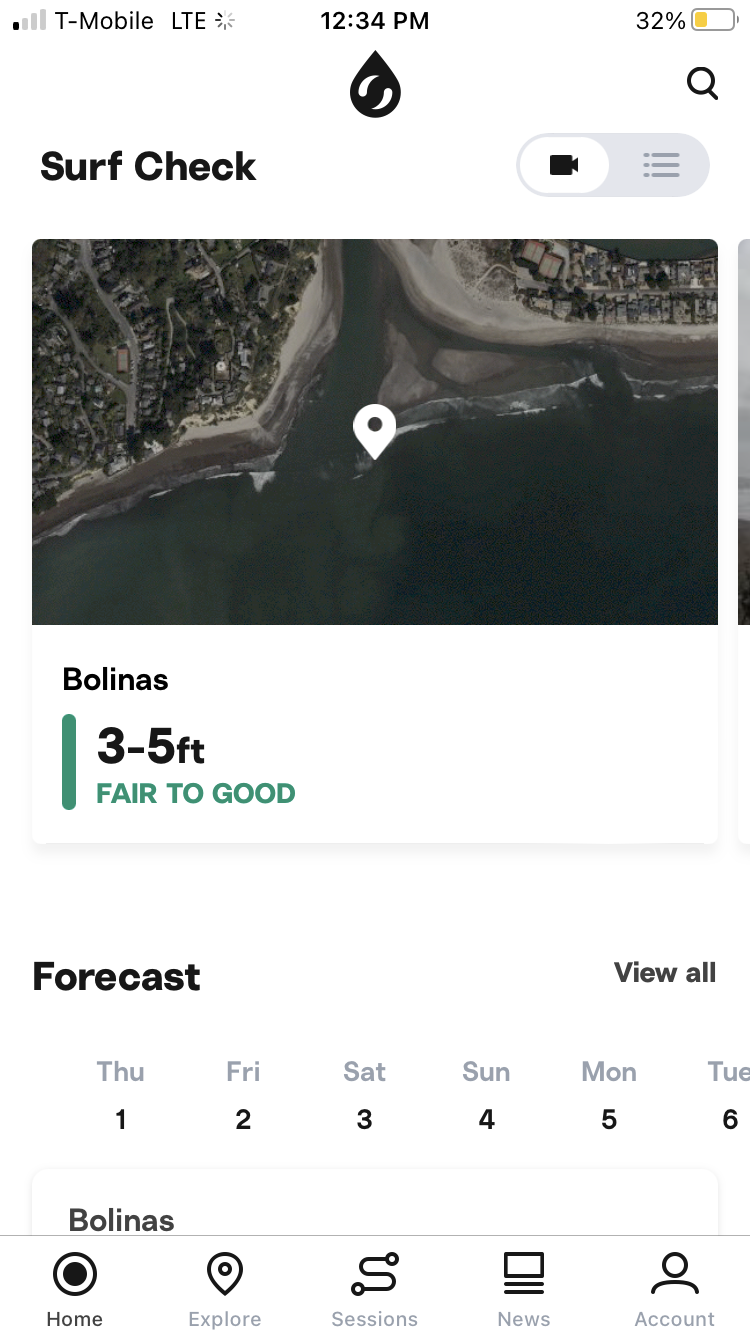 T-Mobile LTE 12:34 PM 32%
Surf Check
Bolinas
3-5ft
FAIR TO GOOD
Forecast View all
Thu Fri Sat Sun Mon Tue
1 2 3 4 5 6
Bolinas
Home Explore Sessions News Account